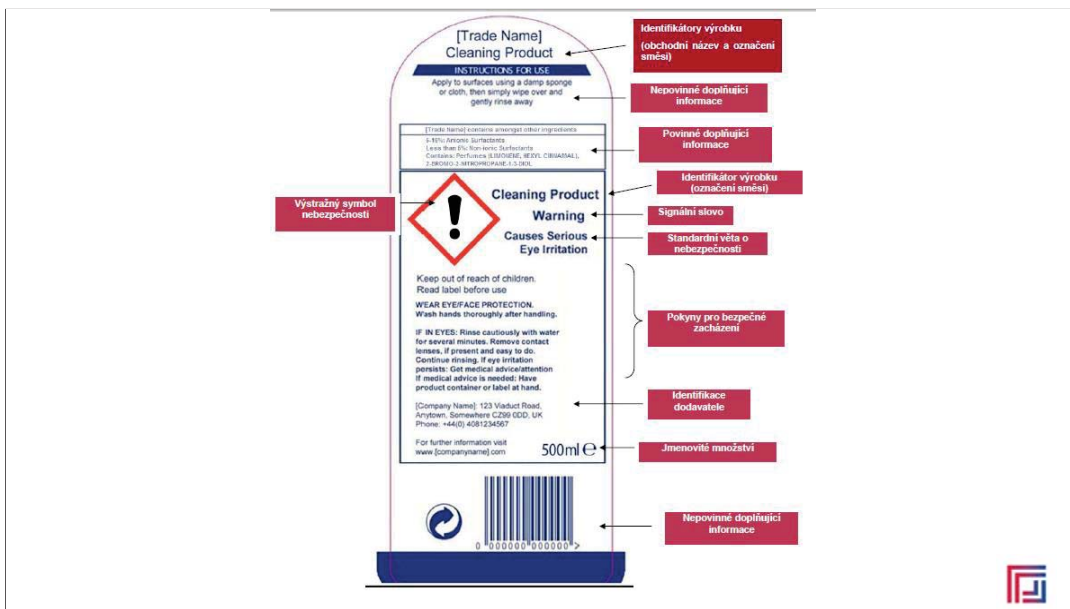 [Trade Name]
Cleaning Product
INSTRUCTIONS FOR USE
Apply to surfaces using a damp sponge
or cloth, then simply wipe over and
gently rinse away
[Trade Name] contains amongst other ingredients
5-15% Anionic Surfactants
Less than 5% Non-ionic Surfactants
Contains: Perfumes (LIMONENE, HEXYL CINNAMAL),
2-BROMO-2-NITROPROPANE-1-3-DIOL
Cleaning Product
Warning
Causes Serious
Eye Irritation
Keep out of reach of children.
Read label before use
WEAR EYE/FACE PROTECTION.
Wash hands thoroughly after handling.
IF IN EYES: Rinse cautiously with water
for several minutes. Remove contact
lenses, if present and easy to do.
Continue rinsing. If eye irritation
persists: Get medical advice/attention
If medical advice is needed: Have
product container or label at hand.
[Company Name]: 123 Viaduct Road,
Anytown, Somewhere CZ99 0DD, UK
Phone: +44(0) 4081234567
For further information visit
www.[companyname].com
500ml ℮
0 000000 000000 >
Výstražný symbol
nebezpečnosti
Identifikátory výrobku
(obchodní název a označení
směsi)
Nepovinné doplňující
informace
Povinné doplňující
informace
Identifikátor výrobku
(označení směsi)
Signální slovo
Standardní věta o
nebezpečnosti
Pokyny pro bezpečné
zacházení
Identifikace
dodavatele
Jmenovité množství
Nepovinné doplňující
informace